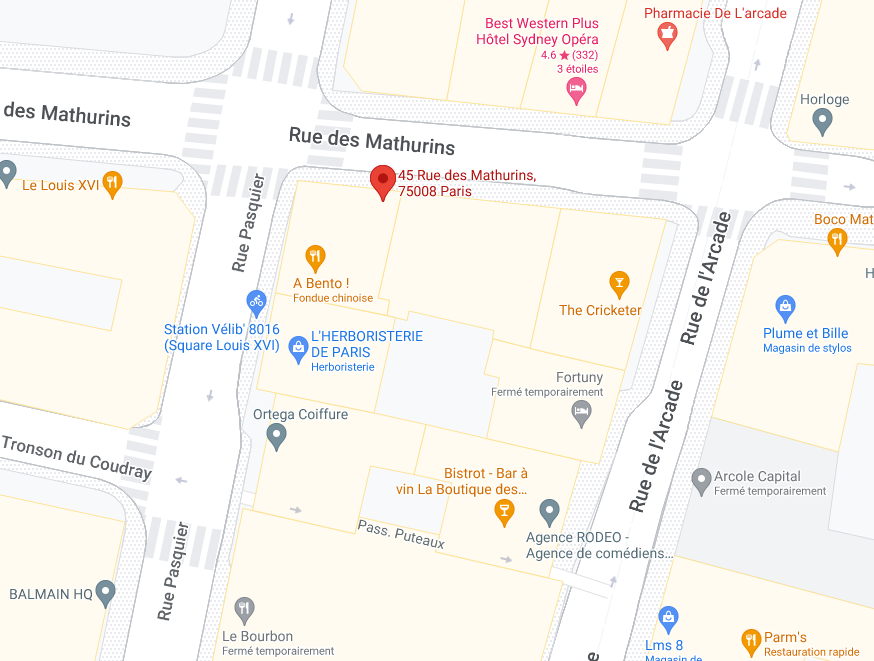 Pharmacie De L'arcade
Best Western Plus
Hôtel Sydney Opéra
4.6 ★ (332)
3 étoiles
des Mathurins
Horloge
Rue des Mathurins
45 Rue des Mathurins,
75008 Paris
Le Louis XVI
Rue Pasquier
Boco Mat
Rue de l'Arcade
H
A Bento !
Fondue chinoise
The Cricketer
Station Vélib' 8016
(Square Louis XVI)
L'HERBORISTERIE
DE PARIS
Herboristerie
Plume et Bille
Magasin de stylos
Fortuny
Fermé temporairement
Ortega Coiffure
Rue de l'Arcade
Tronson du Coudray
Bistrot - Bar à
vin La Boutique des...
Arcole Capital
Fermé temporairement
Pass. Puteaux
Agence RODEO -
Agence de comédiens...
Rue Pasquier
BALMAIN HQ
Le Bourbon
Fermé temporairement
Lms 8
Magasin de
Parm's
Restauration rapide
e